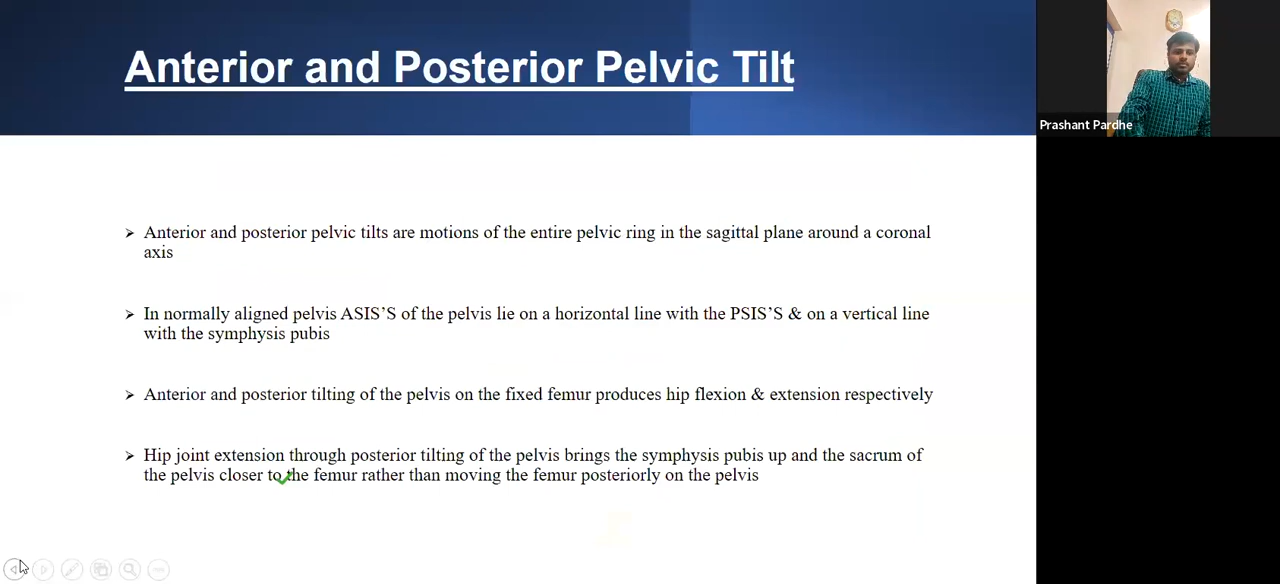 Anterior and Posterior Pelvic Tilt
Prashant Pardhe
➢ Anterior and posterior pelvic tilts are motions of the entire pelvic ring in the sagittal plane around a coronal
axis
➢ In normally aligned pelvis ASIS’S of the pelvis lie on a horizontal line with the PSIS’S & on a vertical line
with the symphysis pubis
➢ Anterior and posterior tilting of the pelvis on the fixed femur produces hip flexion & extension respectively
➢ Hip joint extension through posterior tilting of the pelvis brings the symphysis pubis up and the sacrum of
the pelvis closer to the femur rather than moving the femur posteriorly on the pelvis